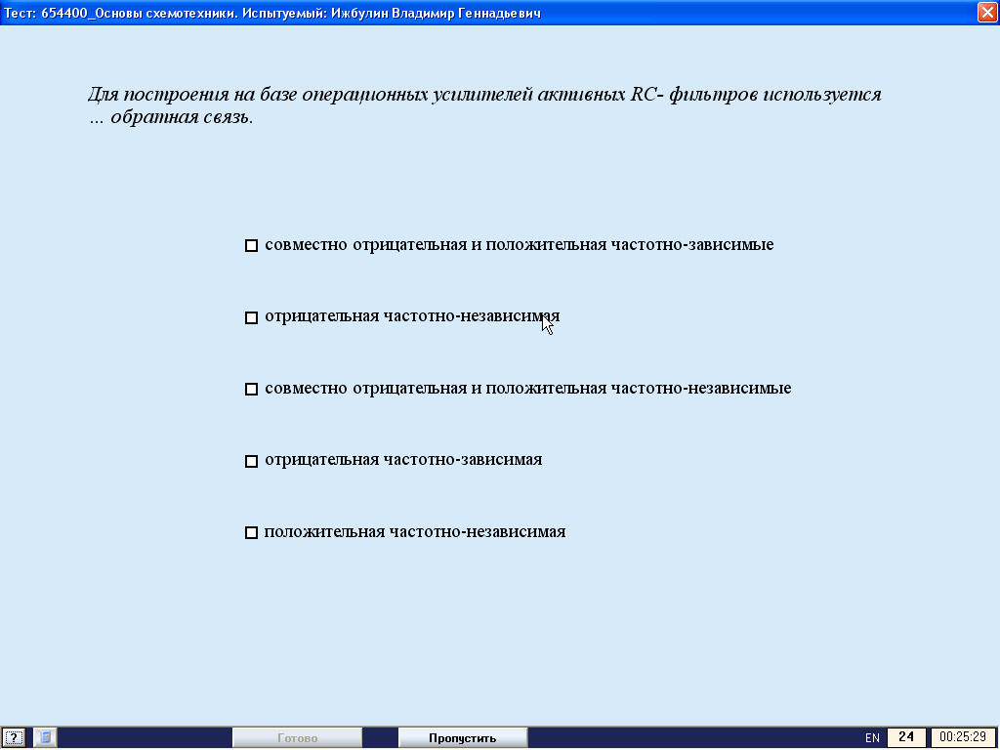 Тест: 654400_Основы схемотехники. Испытуемый: Ижбулин Владимир Геннадьевич
Для построения на базе операционных усилителей активных RC- фильтров используется
... обратная связь.
совместно отрицательная и положительная частотно-зависимые
отрицательная частотно-независимая
совместно отрицательная и положительная частотно-независимые
отрицательная частотно-зависимая
положительная частотно-независимая
? Готово Пропустить EN 24 00:25:29